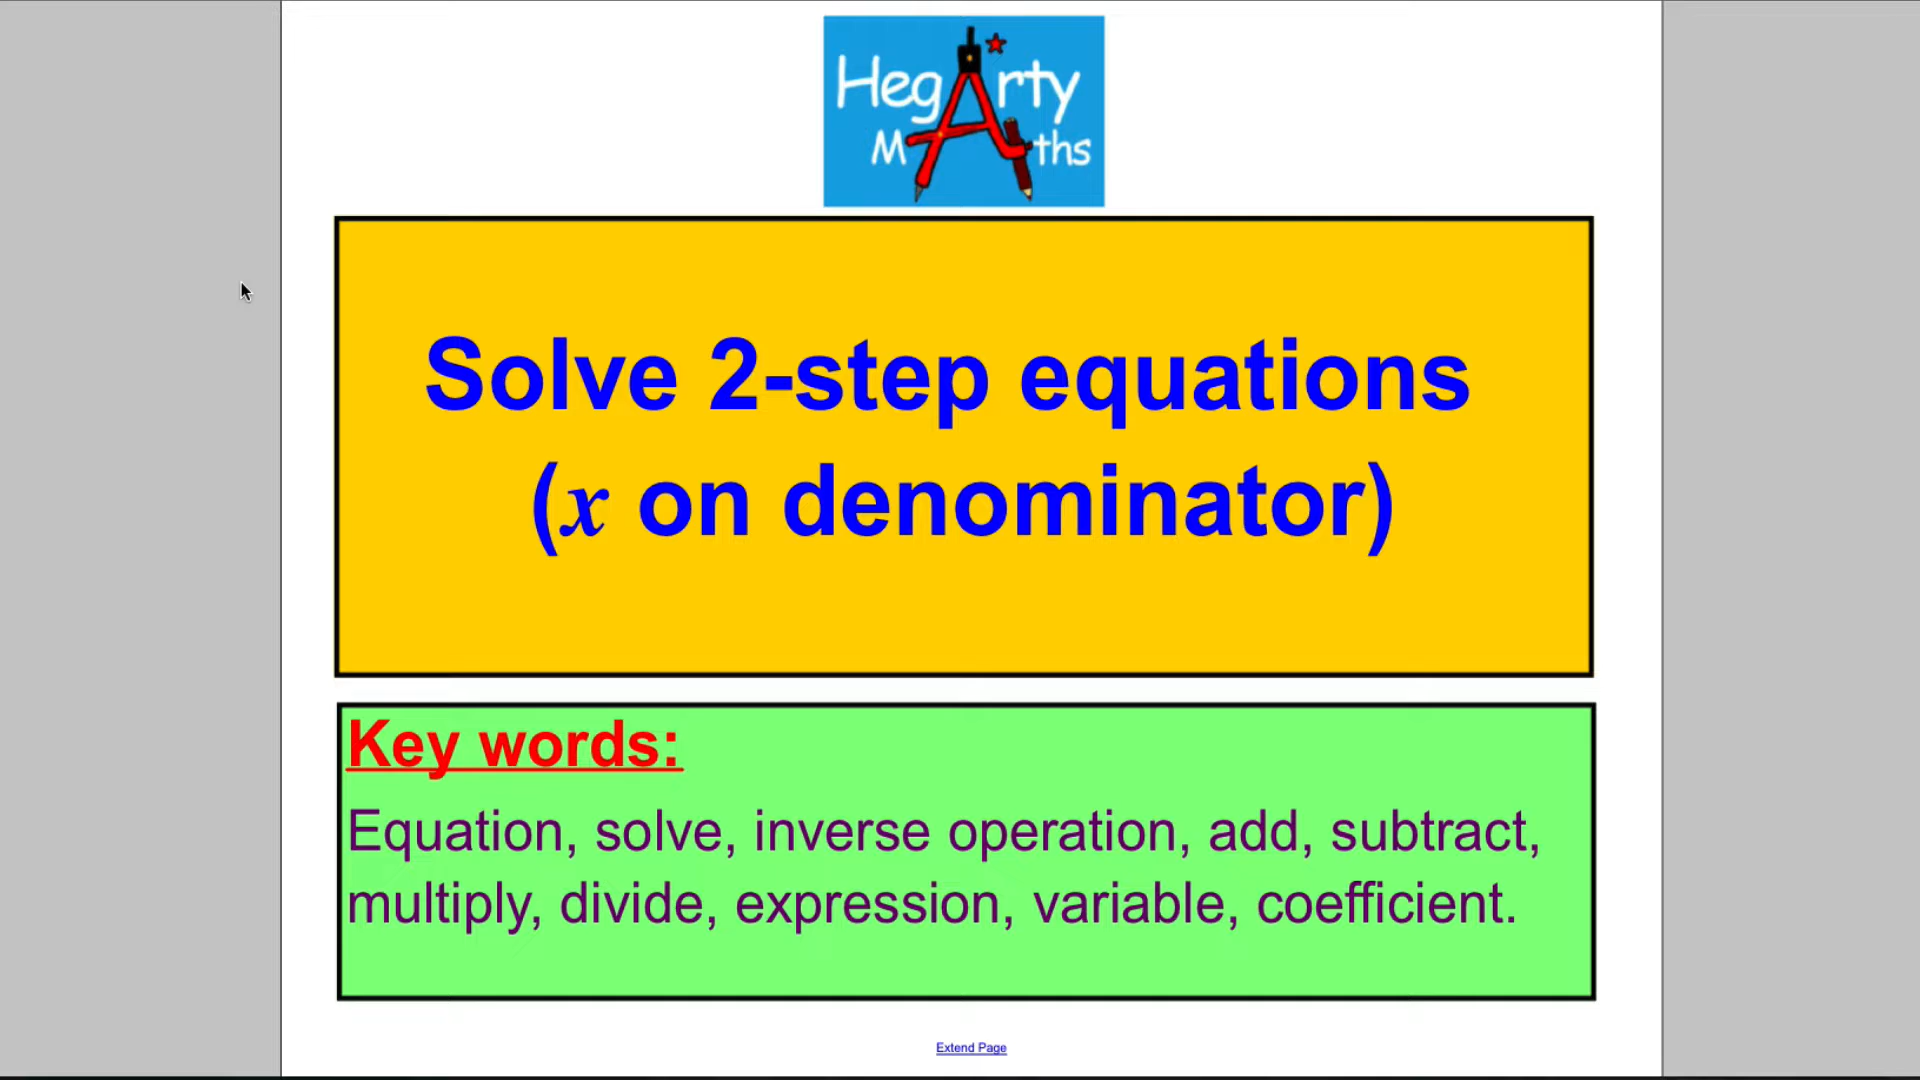 HegArty
MAths
Solve 2-step equations
(x on denominator)
Key words:
Equation, solve, inverse operation, add, subtract,
multiply, divide, expression, variable, coefficient.
Extend Page